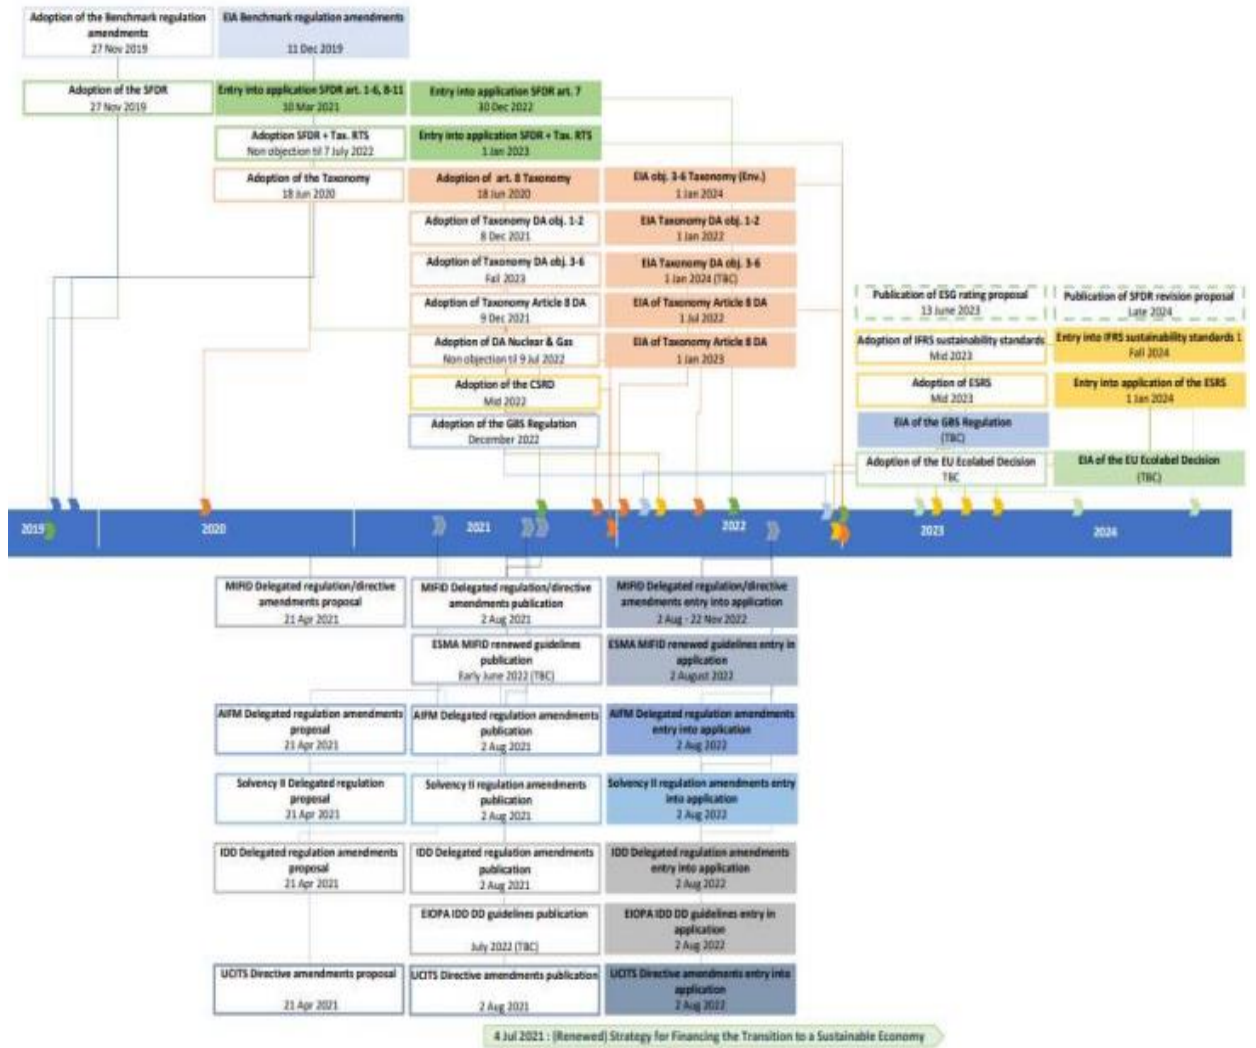 Adoption of the Benchmark regulation
amendments
27 Nov 2019
EIA Benchmark regulation amendments
11 Dec 2019
Adoption of the SFDR
27 Nov 2019
Entry into application SFDR art. 1-6, 8-11
10 Mar 2021
Entry into application SFDR art. 7
30 Dec 2022
Adoption SFDR + Tax. RTS
Non objection til 7 July 2022
Entry into application SFDR + Tax. RTS
1 Jan 2023
Adoption of the Taxonomy
18 Jun 2020
Adoption of art. 8 Taxonomy
18 Jun 2020
EIA obj. 3-6 Taxonomy (Env.)
1 Jan 2024
Adoption of Taxonomy DA obj. 1-2
8 Dec 2021
EIA Taxonomy DA obj. 1-2
1 Jan 2022
Adoption of Taxonomy DA obj. 3-6
Fall 2023
EIA Taxonomy DA obj. 3-6
1 Jan 2024 (TBC)
Adoption of Taxonomy Article 8 DA
9 Dec 2021
EIA of Taxonomy Article 8 DA
1 Jul 2022
Adoption of DA Nuclear & Gas
Non objection til 9 Jul 2022
EIA of Taxonomy Article 8 DA
1 Jan 2023
Adoption of the CSRD
Mid 2022
Adoption of the GBS Regulation
December 2022
Publication of ESG rating proposal
13 June 2023
Publication of SFDR revision proposal
Late 2024
Adoption of IFRS sustainability standards
Mid 2023
Entry into IFRS sustainability standards 1
Fall 2024
Adoption of ESRS
Mid 2023
Entry into application of the ESRS
1 Jan 2024
EIA of the GBS Regulation
(TBC)
Adoption of the EU Ecolabel Decision
TBC
EIA of the EU Ecolabel Decision
(TBC)
2019
2020
2021
2022
2023
2024
MIFID Delegated regulation/directive
amendments proposal
21 Apr 2021
MIFID Delegated regulation/directive
amendments publication
2 Aug 2021
MIFID Delegated regulation/directive
amendments entry into application
2 Aug - 22 Nov 2022
ESMA MIFID renewed guidelines
publication
Early June 2022 (TBC)
ESMA MIFID renewed guidelines entry in
application
2 August 2022
AIFM Delegated regulation amendments
proposal
21 Apr 2021
AIFM Delegated regulation amendments
publication
2 Aug 2021
AIFM Delegated regulation amendments
entry into application
2 Aug 2022
Solvency II Delegated regulation
proposal
21 Apr 2021
Solvency II regulation amendments
publication
2 Aug 2021
Solvency II regulation amendments entry
into application
2 Aug 2022
IDD Delegated regulation amendments
proposal
21 Apr 2021
IDD Delegated regulation amendments
publication
2 Aug 2021
IDD Delegated regulation amendments
entry into application
2 Aug 2022
EIOPA IDD DD guidelines publication
July 2022 (TBC)
EIOPA IDD DD guidelines entry in
application
2 Aug 2022
UCITS Directive amendments proposal
21 Apr 2021
UCITS Directive amendments publication
2 Aug 2021
UCITS Directive amendments entry into
application
2 Aug 2022
4 Jul 2021 : (Renewed) Strategy for Financing the Transition to a Sustainable Economy